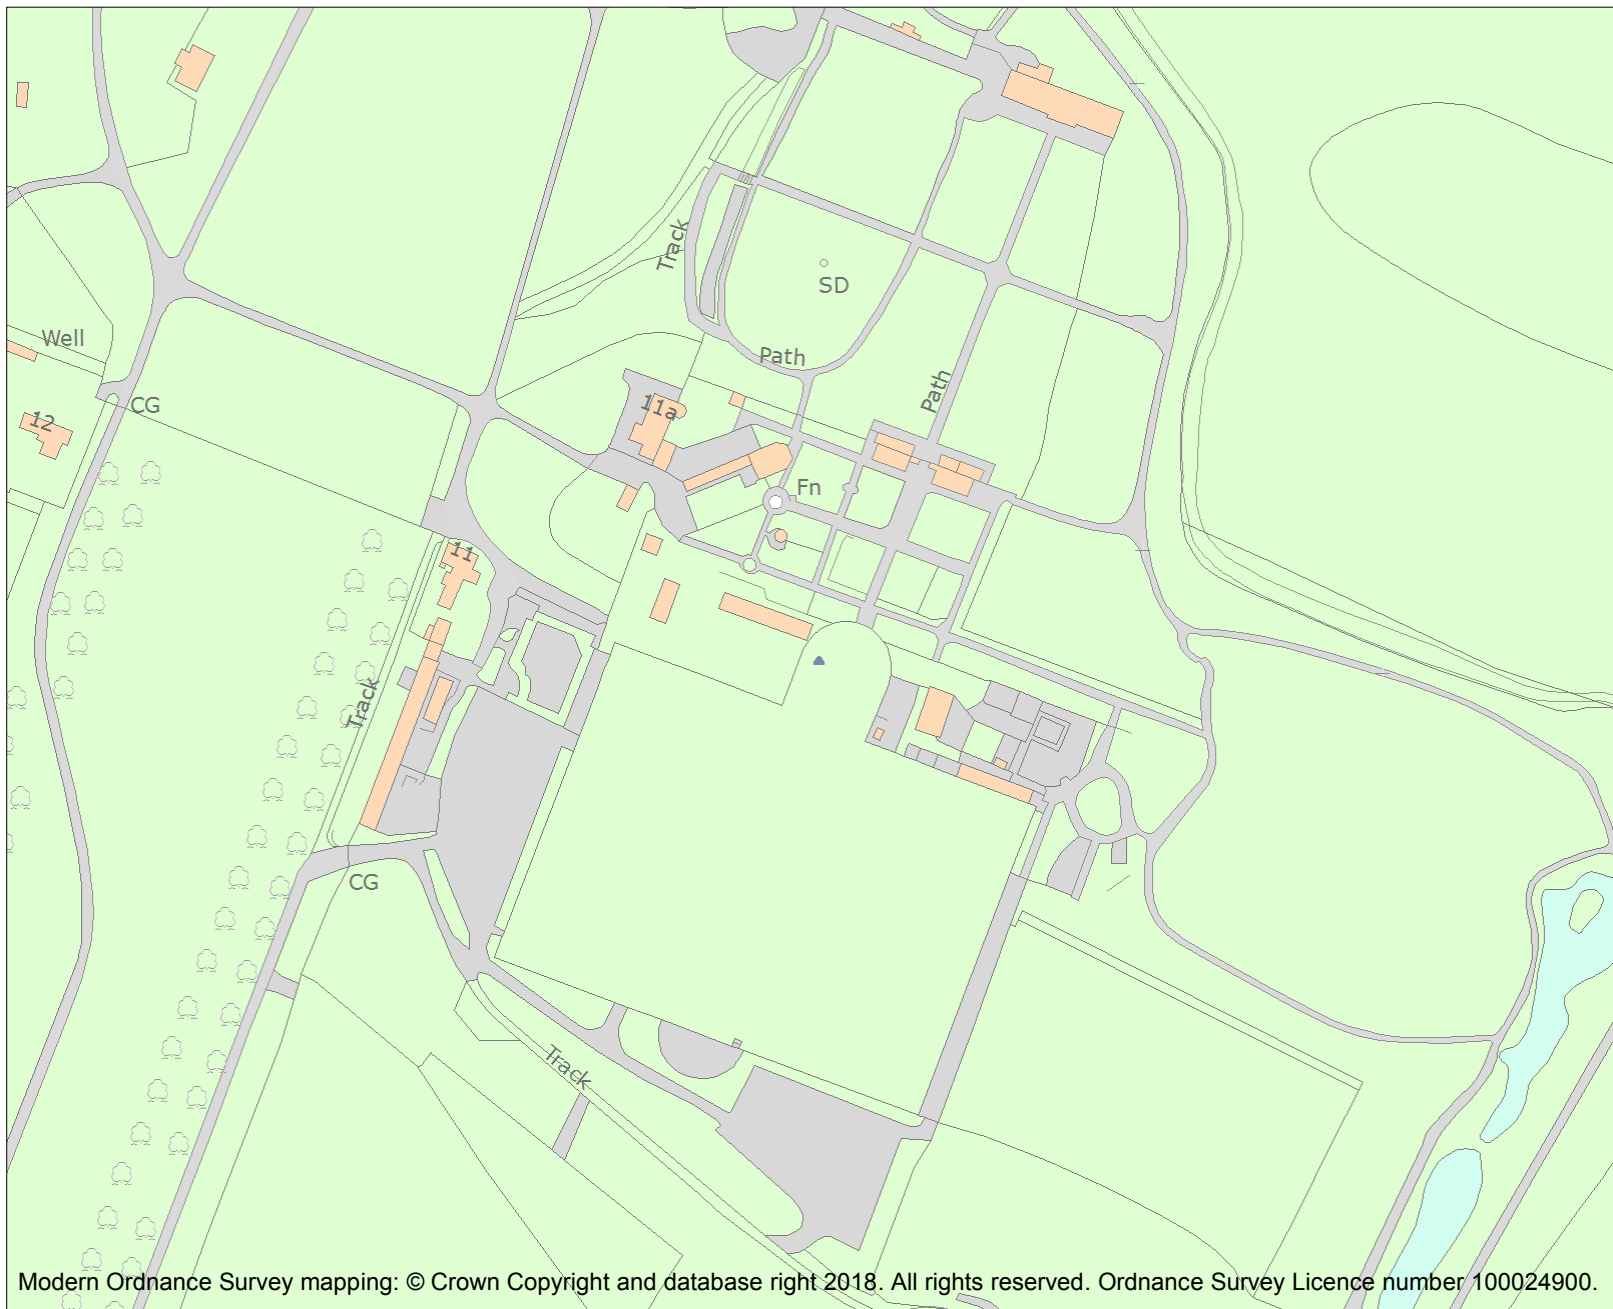 Track
SD
Well
Path
Path
CG
12
11a
Fn
11
Track
CG
Track
Modern Ordnance Survey mapping: © Crown Copyright and database right 2018. All rights reserved. Ordnance Survey Licence number 100024900.